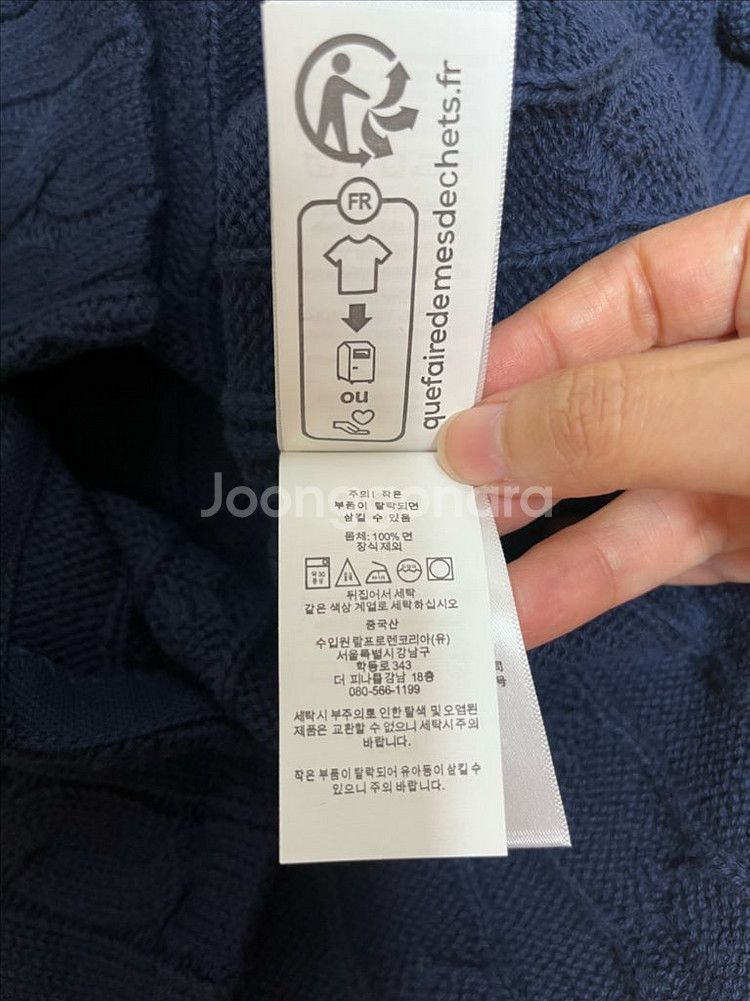 quefairedemesdechets.fr
FR
OU
Joonggonara
주의! 작은
부품이 탈락되면
삼킬 수 있음
몸체: 100% 면
장식 제외
뒤집어서 세탁
같은 색상 계열로 세탁 하십시오
중국산
수입원 랄프로렌코리아(유)
서울특별시강남구
학동로 343
더 피나클강남 18층
080-566-1199
세탁시 부주의로 인한 탈색 및 오염된
제품은 교환할 수 없으니 세탁시주의
바랍니다.
작은 부품이 탈락되어 유아동이 삼킬 수
있으니 주의 바랍니다.
司
号